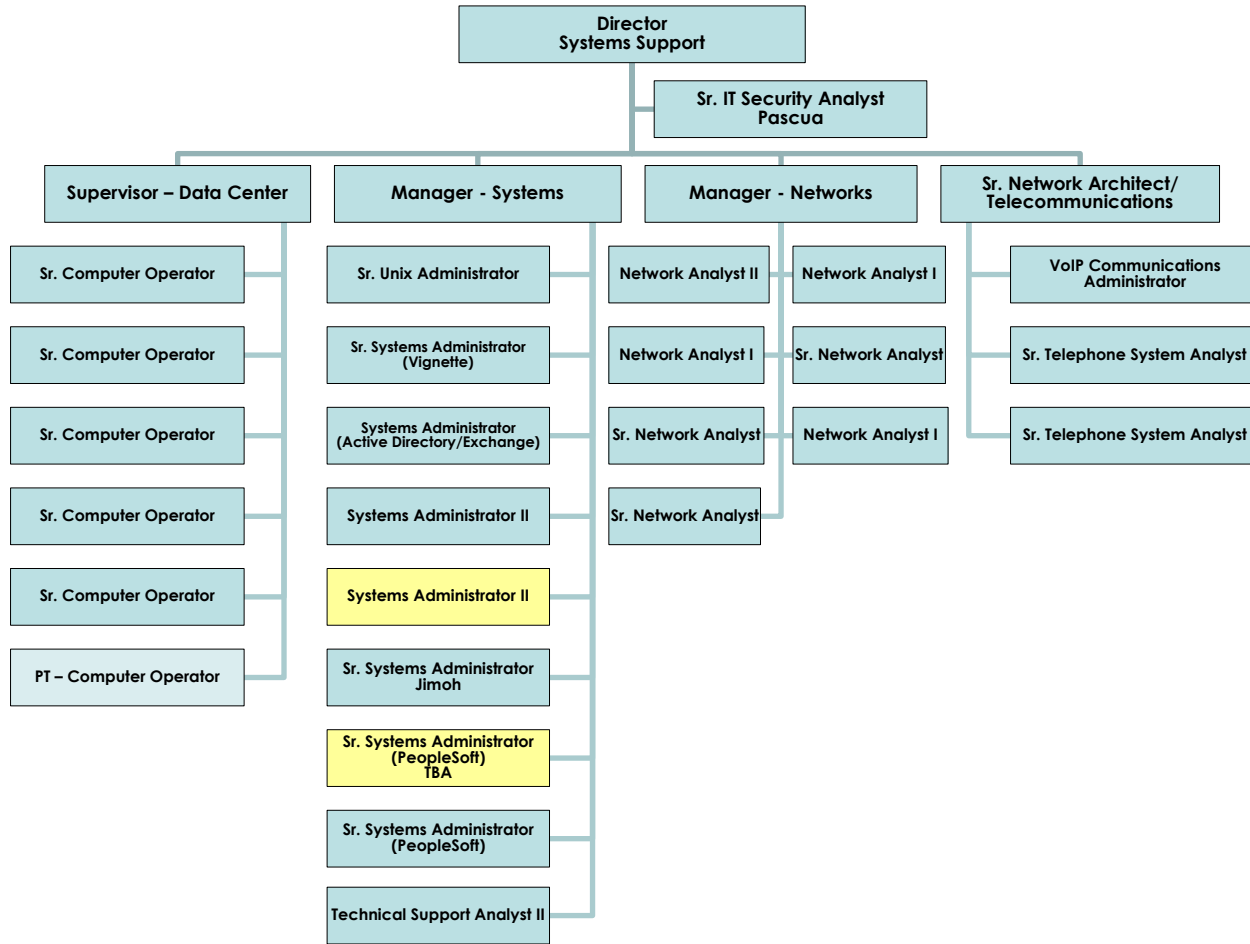 Director
Systems Support
Sr. IT Security Analyst
Pascua
Supervisor – Data Center
Manager - Systems
Manager - Networks
Sr. Network Architect/
Telecommunications
Sr. Computer Operator
Sr. Computer Operator
Sr. Computer Operator
Sr. Computer Operator
Sr. Computer Operator
PT – Computer Operator
Sr. Unix Administrator
Sr. Systems Administrator
(Vignette)
Systems Administrator
(Active Directory/Exchange)
Systems Administrator II
Systems Administrator II
Sr. Systems Administrator
Jimoh
Sr. Systems Administrator
(PeopleSoft)
TBA
Sr. Systems Administrator
(PeopleSoft)
Technical Support Analyst II
Network Analyst II
Network Analyst I
Network Analyst I
Sr. Network Analyst
Sr. Network Analyst
Network Analyst I
Sr. Network Analyst
VoIP Communications
Administrator
Sr. Telephone System Analyst
Sr. Telephone System Analyst